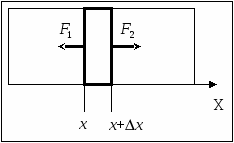 F₁ F₂
X
x x+Δx